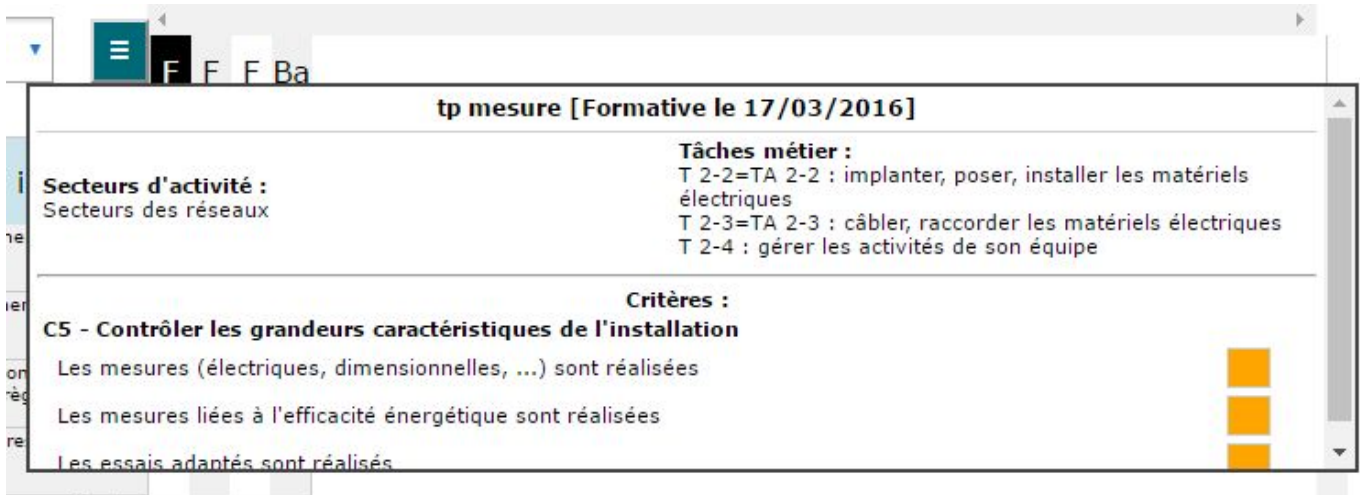 ☰
F F F Ba
tp mesure [Formative le 17/03/2016]
Secteurs d'activité :
Secteurs des réseaux
Tâches métier :
T 2-2=TA 2-2 : implanter, poser, installer les matériels
électriques
T 2-3=TA 2-3 : câbler, raccorder les matériels électriques
T 2-4 : gérer les activités de son équipe
Critères :
C5 - Contrôler les grandeurs caractéristiques de l'installation
Les mesures (électriques, dimensionnelles, ...) sont réalisées
Les mesures liées à l'efficacité énergétique sont réalisées
Les essais adaptés sont réalisés